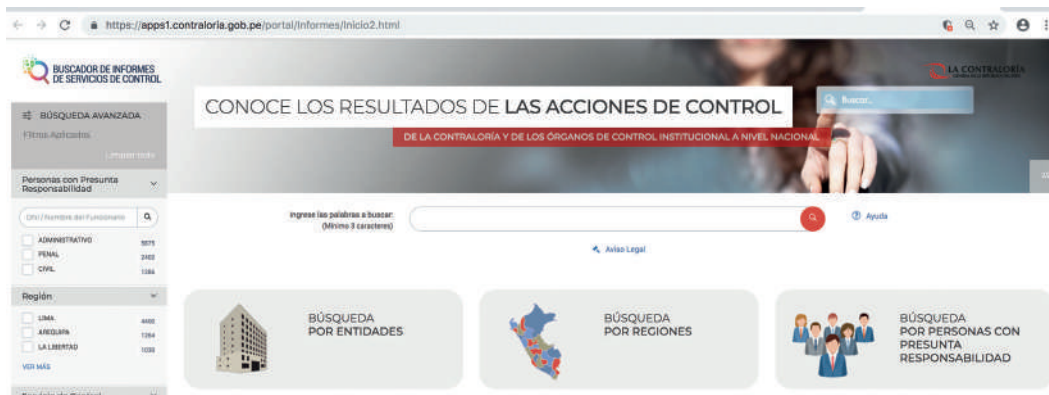 https://apps1.contraloria.gob.pe/portal/Informes/Inicio2.html
BUSCADOR DE INFORMES
DE SERVICIOS DE CONTROL
LA CONTRALORÍA
Buscar...
CONOCE LOS RESULTADOS DE LAS ACCIONES DE CONTROL
DE LA CONTRALORÍA Y DE LOS ÓRGANOS DE CONTROL INSTITUCIONAL A NIVEL NACIONAL
BÚSQUEDA AVANZADA
Filtros Aplicados
Limpiar todo
Personas con Presunta
Responsabilidad
DNI / Nombre del Funcionario
ADMINISTRATIVO
PENAL
CIVIL
Región
LIMA
AREQUIPA
LA LIBERTAD
VER MÁS
Ingrese las palabras a buscar:
(Mínimo 3 caracteres)
Ayuda
Aviso Legal
BÚSQUEDA
POR ENTIDADES
BÚSQUEDA
POR REGIONES
BÚSQUEDA
POR PERSONAS CON
PRESUNTA
RESPONSABILIDAD